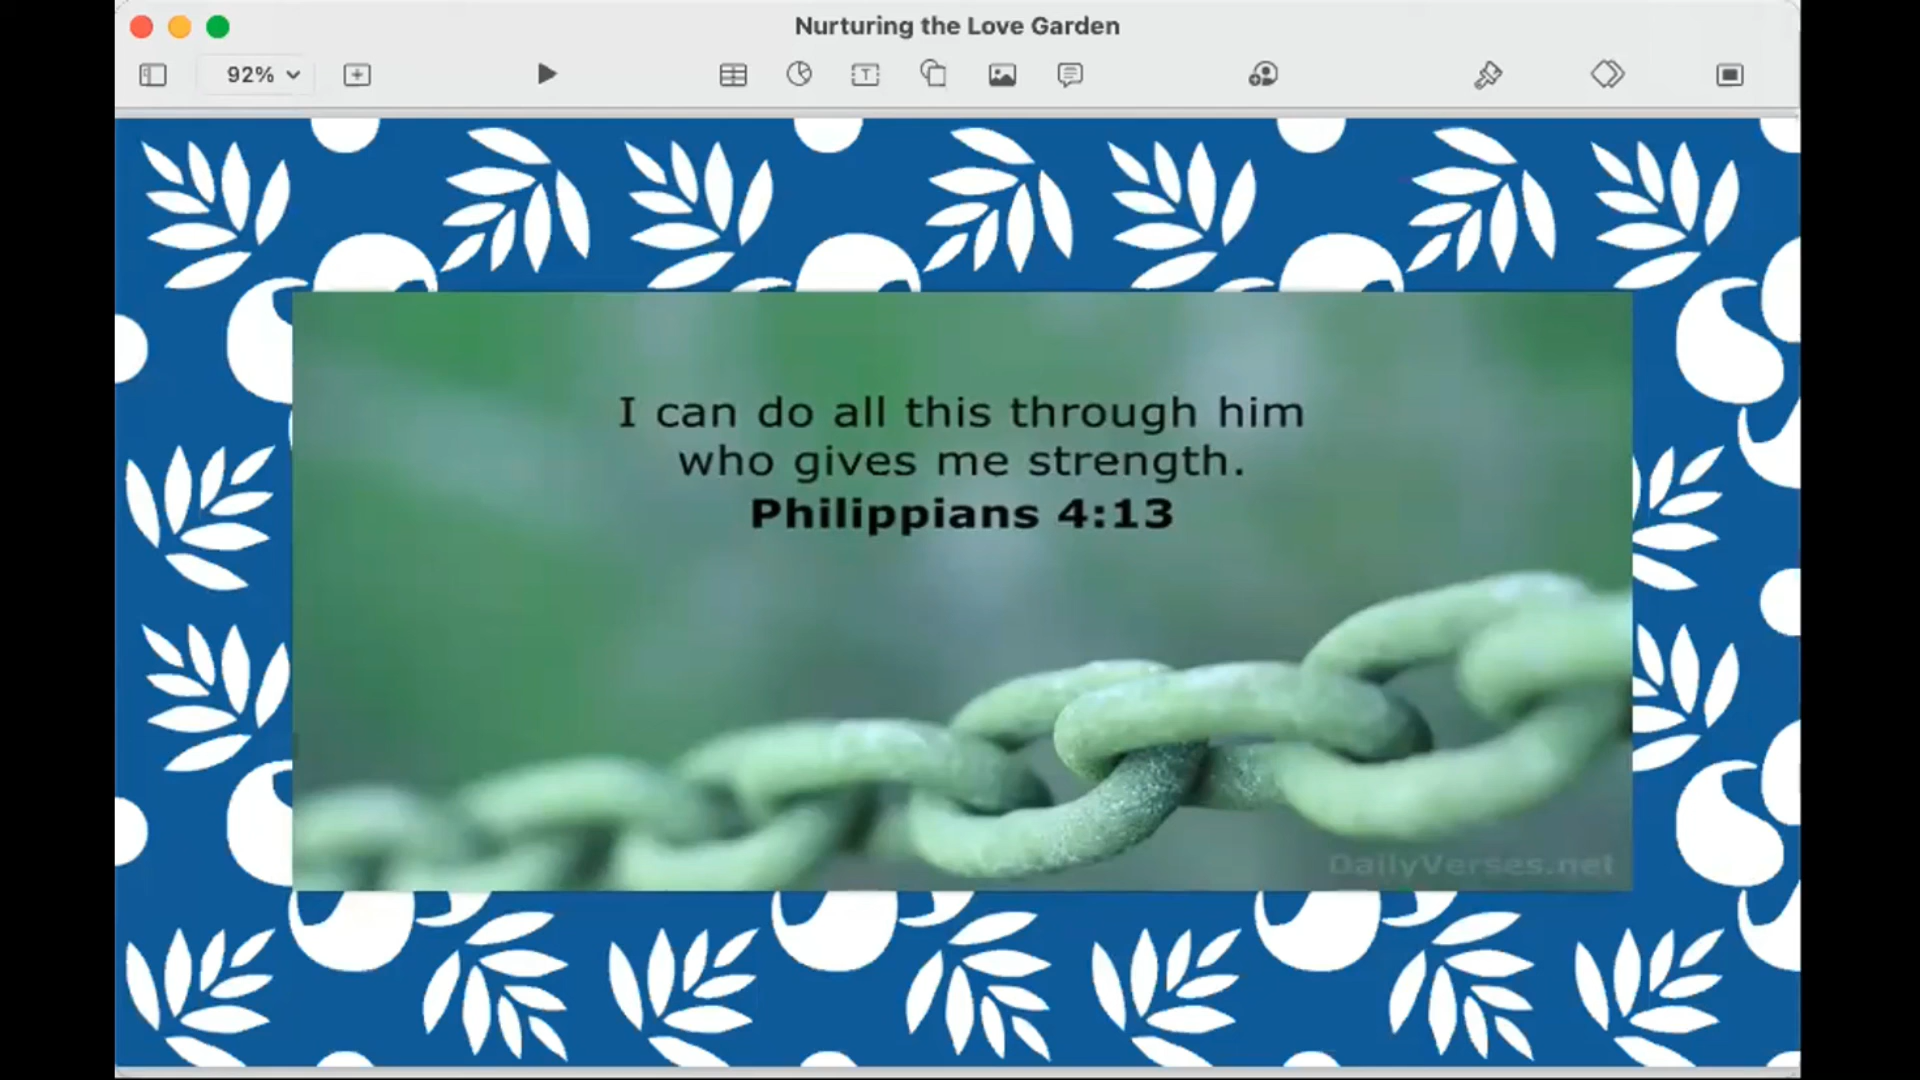 Nurturing the Love Garden
92%
I can do all this through him
who gives me strength.
Philippians 4:13
DailyVerses.net